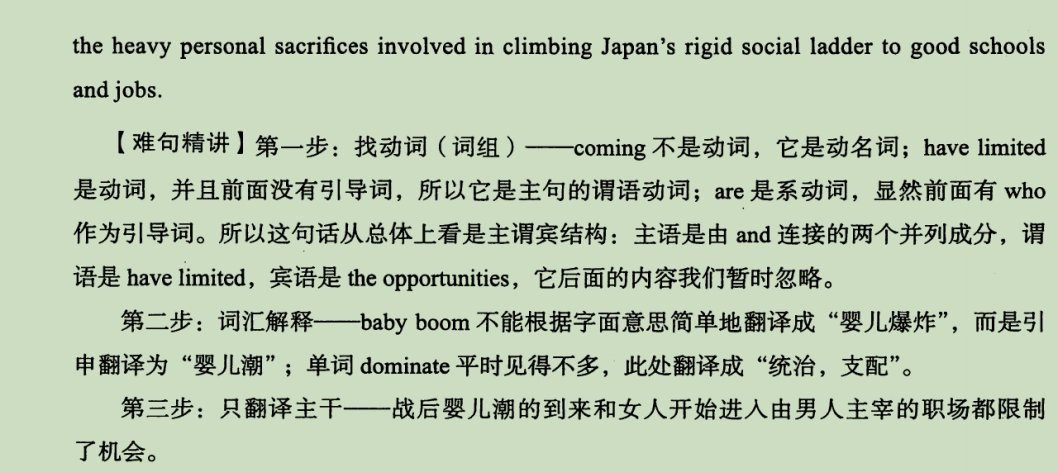 the heavy personal sacrifices involved in climbing Japan's rigid social ladder to good schools
and jobs.
【难句精讲】第一步：找动词（词组）——coming 不是动词，它是动名词；have limited
是动词，并且前面没有引导词，所以它是主句的谓语动词；are 是系动词，显然前面有 who
作为引导词。所以这句话从总体上看是主谓宾结构：主语是由 and 连接的两个并列成分，谓
语是 have limited，宾语是 the opportunities，它后面的内容我们暂时忽略。
第二步：词汇解释——baby boom 不能根据字面意思简单地翻译成“婴儿爆炸”，而是引
申翻译为“婴儿潮”；单词 dominate 平时见得不多，此处翻译成“统治，支配”。
第三步：只翻译主干——战后婴儿潮的到来和女人开始进入由男人主宰的职场都限制
了机会。